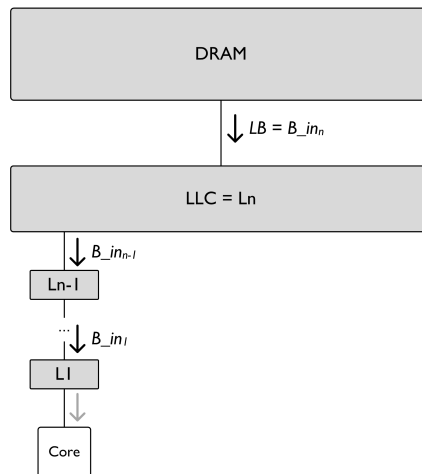 DRAM
LB = B_inₙ
LLC = Ln
B_inₙ₋₁
Ln-1
...
B_in₁
L1
Core